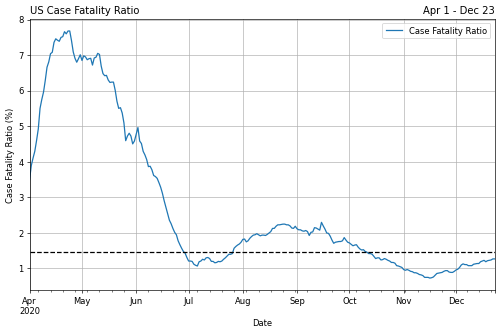 US Case Fatality Ratio
Apr 1 - Dec 23
Case Fatality Ratio
Case Fatality Ratio (%)
8
7
6
5
4
3
2
1
Apr May Jun Jul Aug Sep Oct Nov Dec
2020
Date